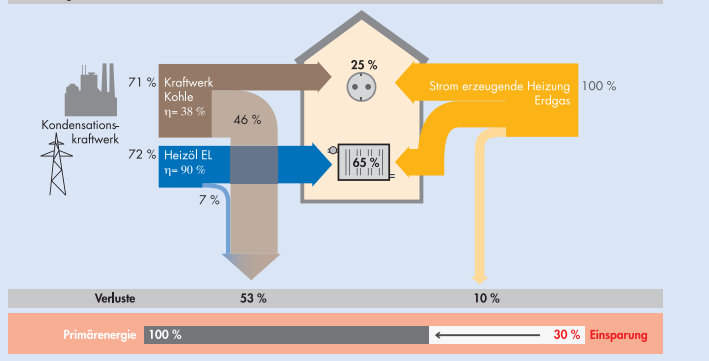 25 %
71 %
Kraftwerk
Kohle
η= 38 %
Strom erzeugende Heizung
Erdgas
100 %
46 %
Kondensations-
kraftwerk
72 %
Heizöl EL
η= 90 %
65 %
7 %
Verluste 53 % 10 %
Primärenergie 100 % 30 % Einsparung